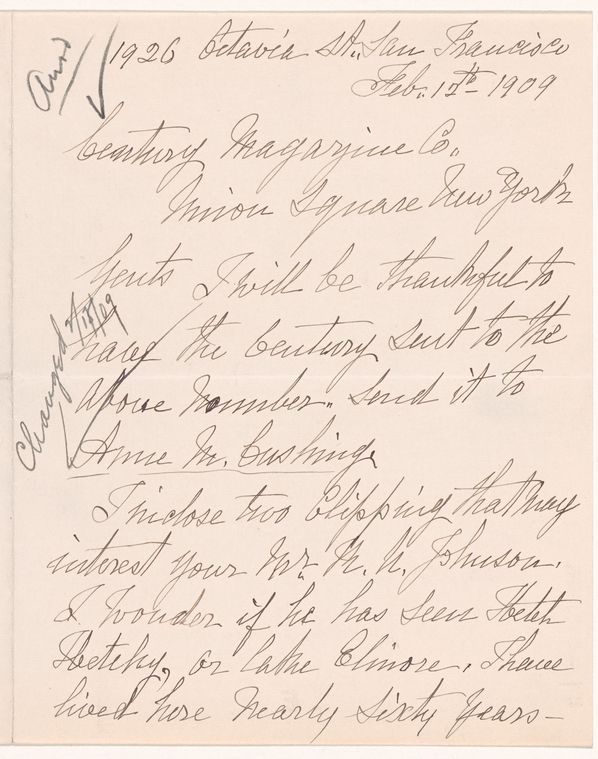 Ans
1926 Octavia St., San Francisco
Feb. 12th 1909
Century Magazine Co.,
Union Square New York
Gents I will be thankful to
have the Century sent to the
above number. send it to
Anne M. Cushing.
Changed 2/18/09
I inclose two Clipping that may
interest your Mr. R. U. Johnson.
I wonder if he has seen Hetch
Hetchy, or lake Elinore. I have
lived here nearly sixty years—